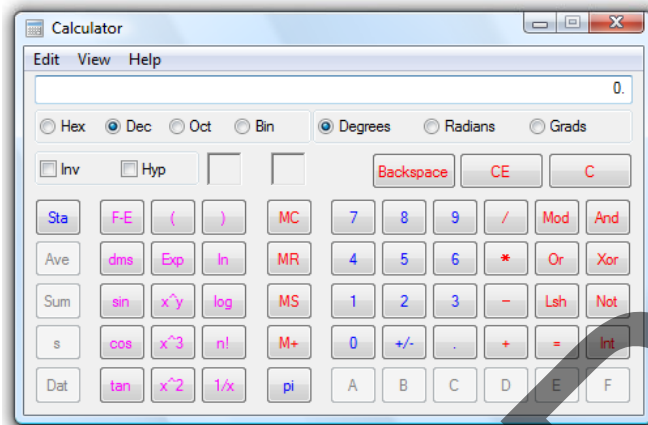 Calculator
Edit View Help
0.
Hex Dec Oct Bin Degrees Radians Grads
Inv Hyp Backspace CE C
Sta F-E ( ) MC 7 8 9 / Mod And
Ave dms Exp ln MR 4 5 6 * Or Xor
Sum sin x^y log MS 1 2 3 - Lsh Not
s cos x^3 n! M+ 0 +/- . + = Int
Dat tan x^2 1/x pi A B C D E F